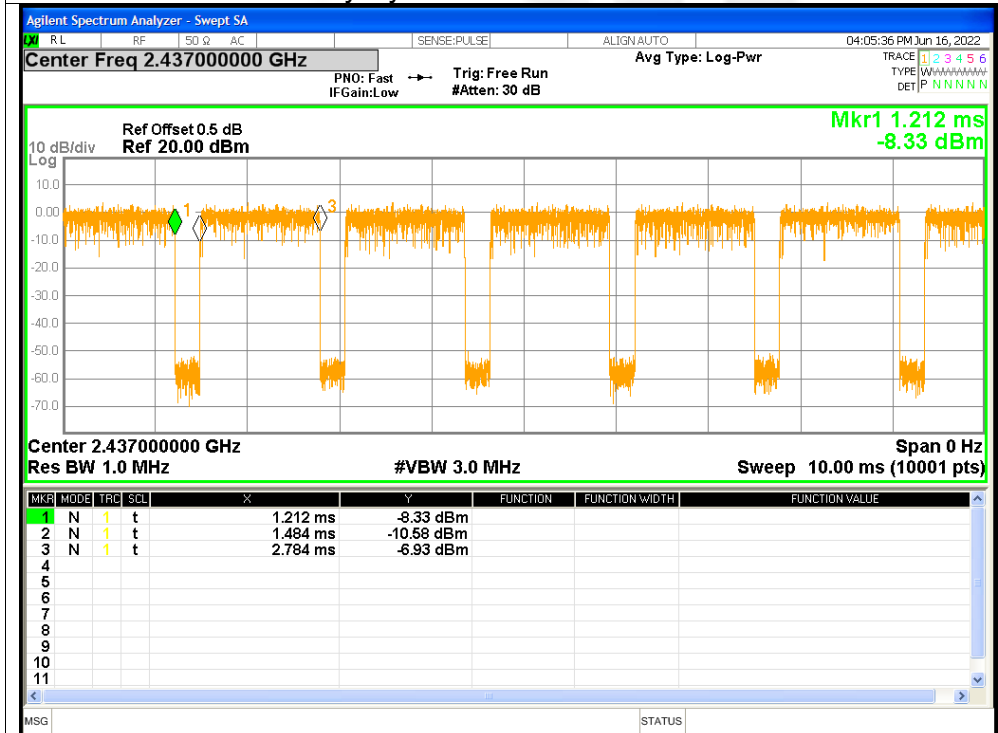 Agilent Spectrum Analyzer - Swept SA
LXI RL RF 50 Ω AC SENSE:PULSE ALIGN AUTO 04:05:36 PM Jun 16, 2022
Center Freq 2.437000000 GHz
PNO: Fast Trig: Free Run
IFGain:Low #Atten: 30 dB
Avg Type: Log-Pwr
TRACE 1 2 3 4 5 6
TYPE WWWWWW
DET P N N N N N
Mkr1 1.212 ms
-8.33 dBm
Ref Offset 0.5 dB
10 dB/div Ref 20.00 dBm
Log
10.0
0.00
-10.0
-20.0
-30.0
-40.0
-50.0
-60.0
-70.0
1
3
Center 2.437000000 GHz Span 0 Hz
Res BW 1.0 MHz #VBW 3.0 MHz Sweep 10.00 ms (10001 pts)
MKR MODE TRC SCL X Y FUNCTION FUNCTION WIDTH FUNCTION VALUE
1 N 1 t 1.212 ms -8.33 dBm
2 N 1 t 1.484 ms -10.58 dBm
3 N 1 t 2.784 ms -6.93 dBm
4
5
6
7
8
9
10
11
MSG STATUS